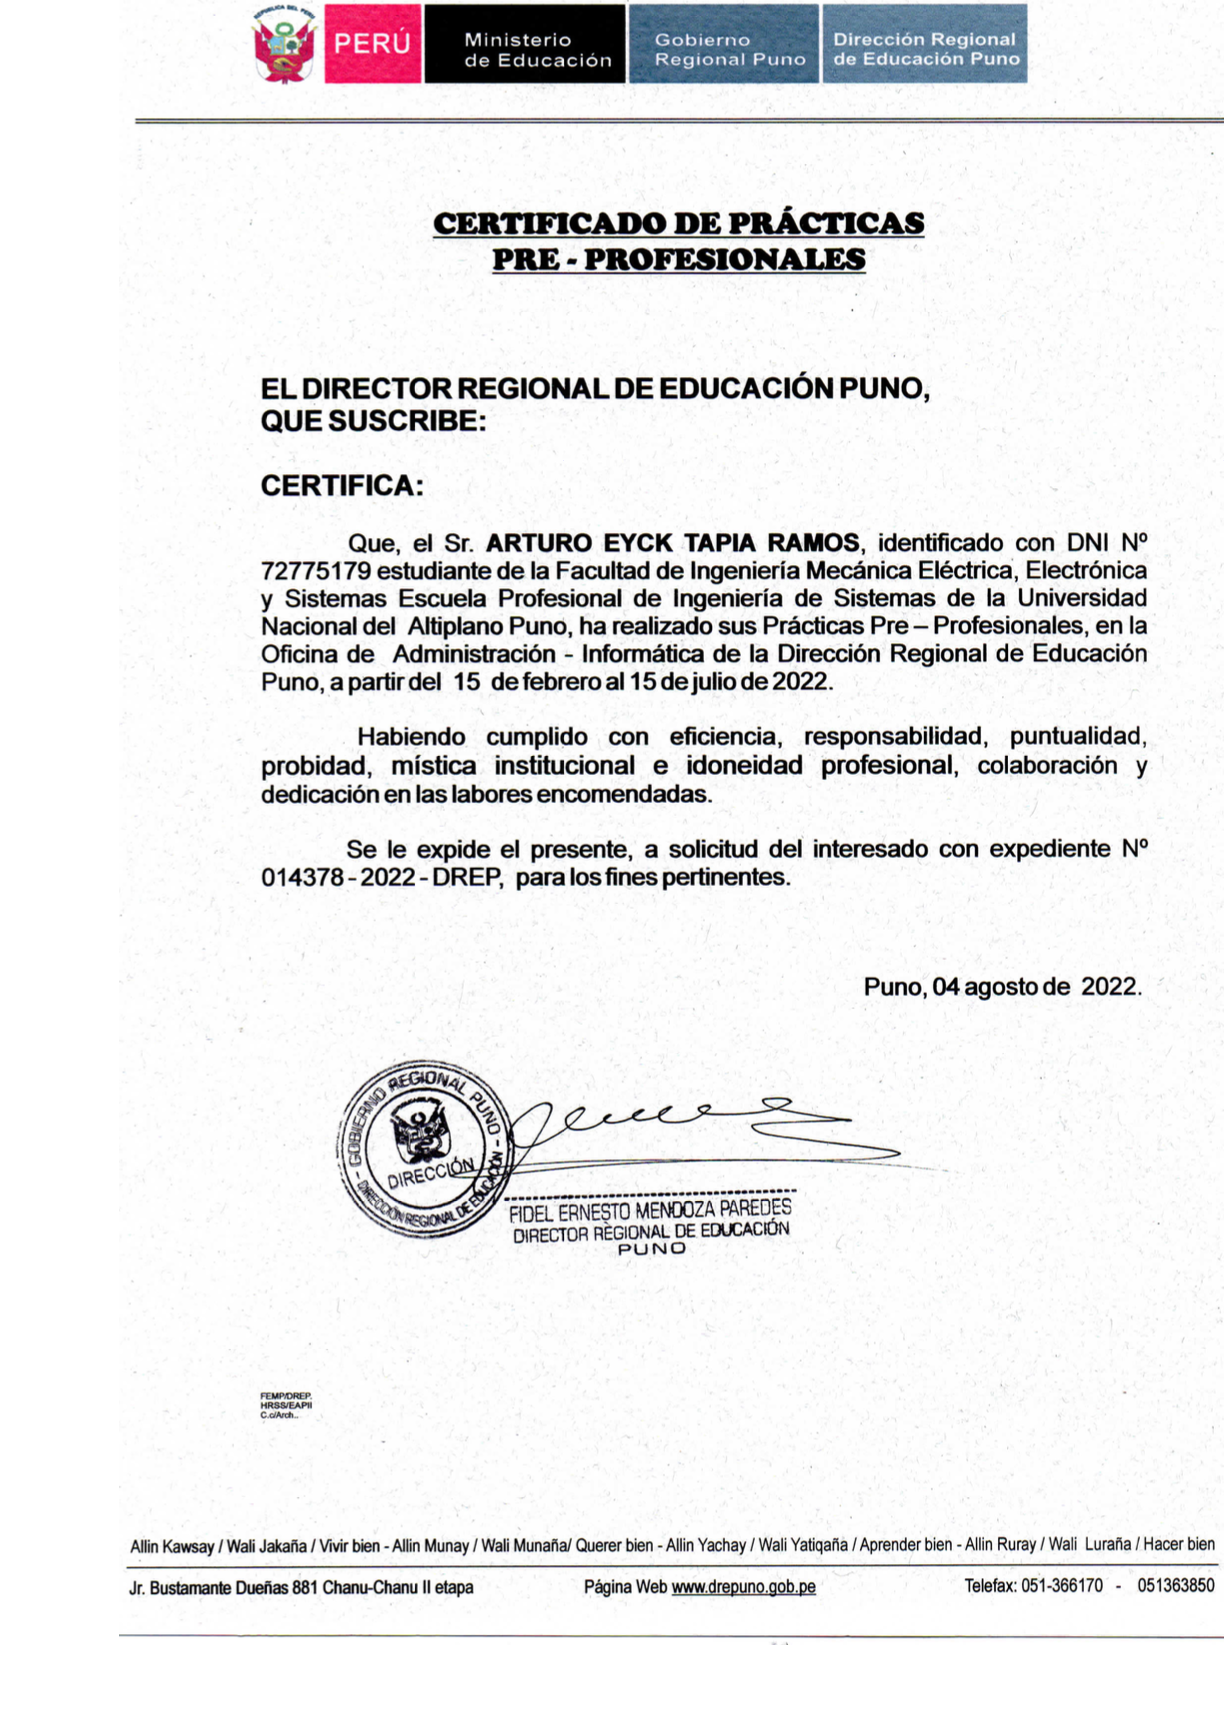 REPUBLICA DEL PERU
PERÚ
Ministerio
de Educación
Gobierno
Regional Puno
Dirección Regional
de Educación Puno
CERTIFICADO DE PRÁCTICAS
PRE - PROFESIONALES
EL DIRECTOR REGIONAL DE EDUCACIÓN PUNO,
QUE SUSCRIBE:
CERTIFICA:
Que, el Sr. ARTURO EYCK TAPIA RAMOS, identificado con DNI Nº
72775179 estudiante de la Facultad de Ingeniería Mecánica Eléctrica, Electrónica
y Sistemas Escuela Profesional de Ingeniería de Sistemas de la Universidad
Nacional del Altiplano Puno, ha realizado sus Prácticas Pre – Profesionales, en la
Oficina de Administración - Informática de la Dirección Regional de Educación
Puno, a partir del 15 de febrero al 15 de julio de 2022.
Habiendo cumplido con eficiencia, responsabilidad, puntualidad,
probidad, mística institucional e idoneidad profesional, colaboración y
dedicación en las labores encomendadas.
Se le expide el presente, a solicitud del interesado con expediente Nº
014378 - 2022 - DREP, para los fines pertinentes.
Puno, 04 agosto de 2022.
- GOBIERNO REGIONAL PUNO -
DIRECCIÓN
DIRECCIÓN REGIONAL DE EDUCACIÓN
FIDEL ERNESTO MENDOZA PAREDES
DIRECTOR REGIONAL DE EDUCACIÓN
PUNO
FEMP/DREP.
HRSS/EAPII
C.c/Arch..
Allin Kawsay / Wali Jakaña / Vivir bien - Allin Munay / Wali Munaña/ Querer bien - Allin Yachay / Wali Yatiqaña / Aprender bien - Allin Ruray / Wali Luraña / Hacer bien
Jr. Bustamante Dueñas 881 Chanu-Chanu II etapa
Página Web www.drepuno.gob.pe
Telefax: 051-366170 - 051363850